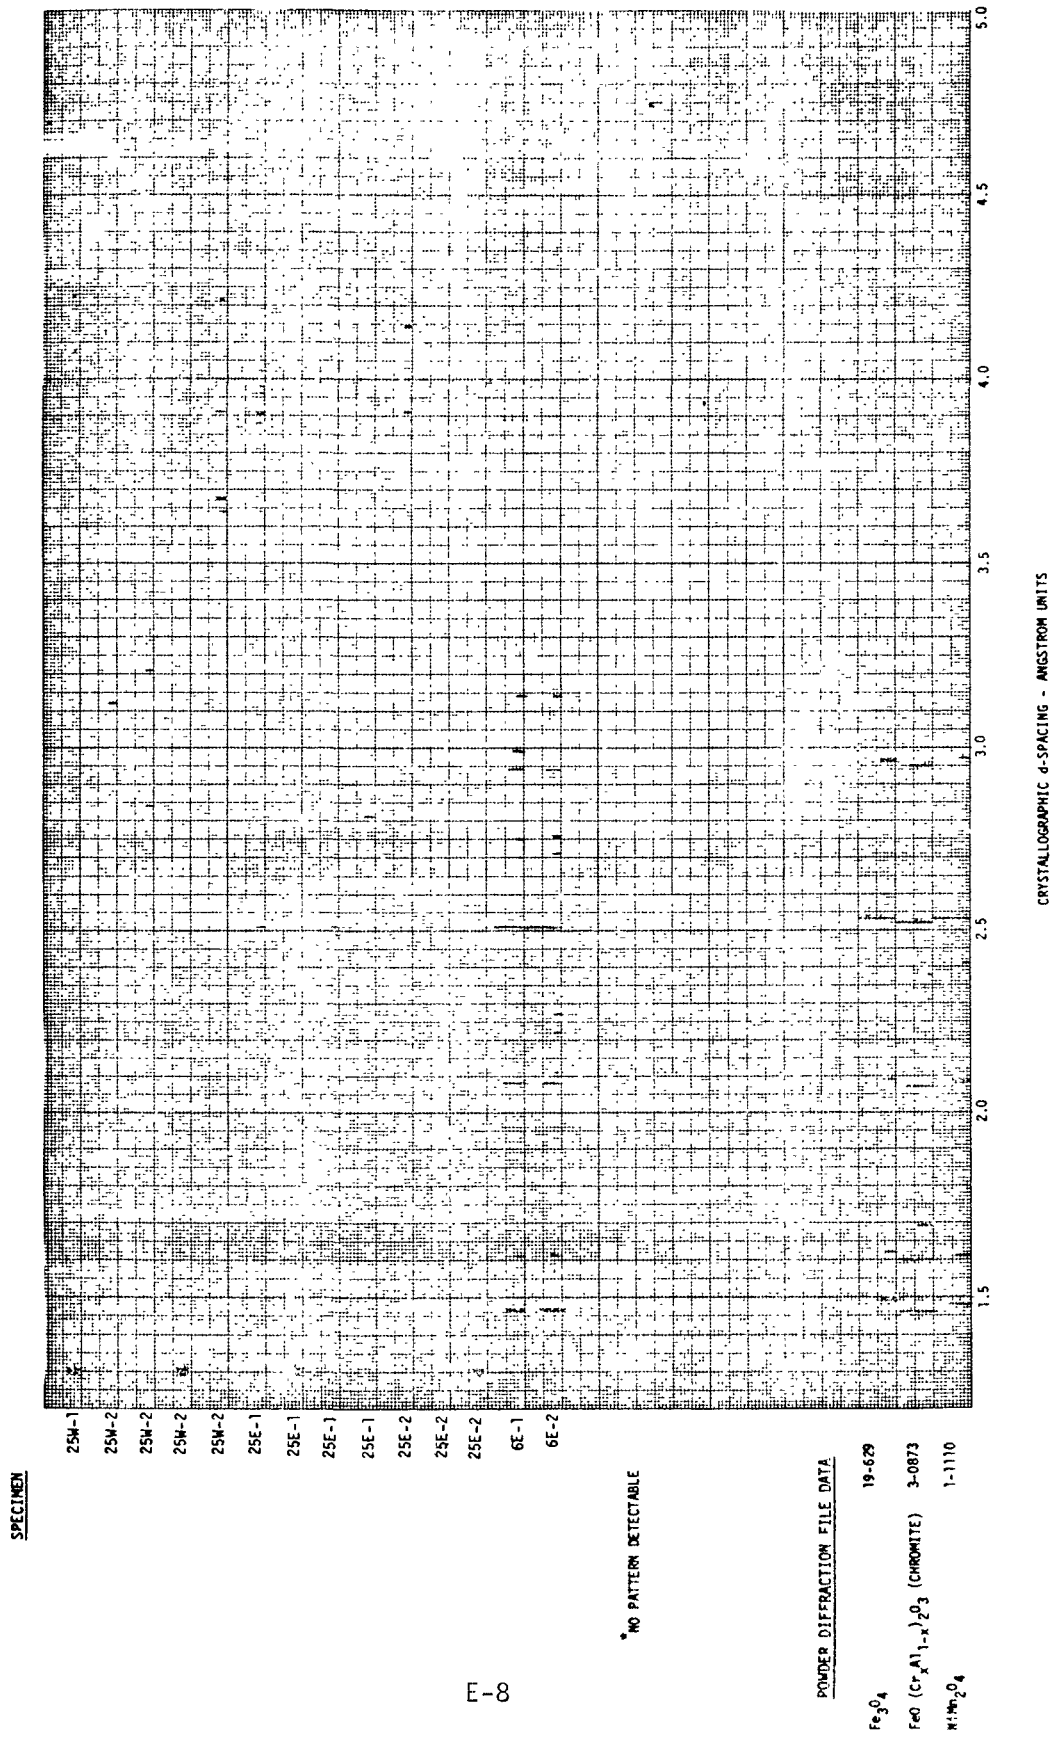 SPECIMEN
25W-1
25W-2
25W-2
25W-2
25W-2
25E-1
25E-1
25E-1
25E-1
25E-2
25E-2
25E-2
6E-1
6E-2
*NO PATTERN DETECTABLE
POWDER DIFFRACTION FILE DATA
Fe₃O₄ 19-629
FeO (CrₓAl₁₋ₓ)₂O₃ (CHROMITE) 3-0873
NiMn₂O₄ 1-1110
1.5 2.0 2.5 3.0 3.5 4.0 4.5 5.0
CRYSTALLOGRAPHIC d-SPACING - ANGSTROM UNITS
E-8